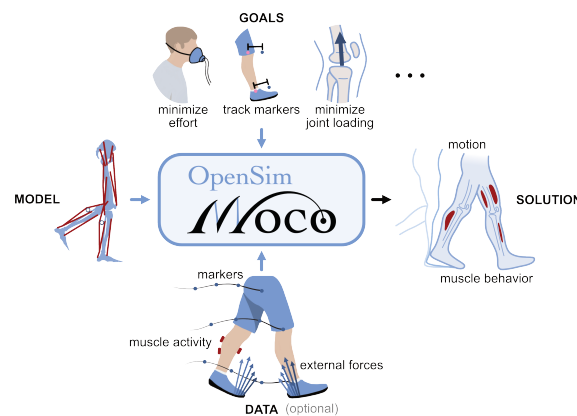 GOALS
minimize
effort
track markers
minimize
joint loading
...
MODEL
OpenSim
Moco
motion
SOLUTION
muscle behavior
markers
muscle activity
external forces
DATA (optional)